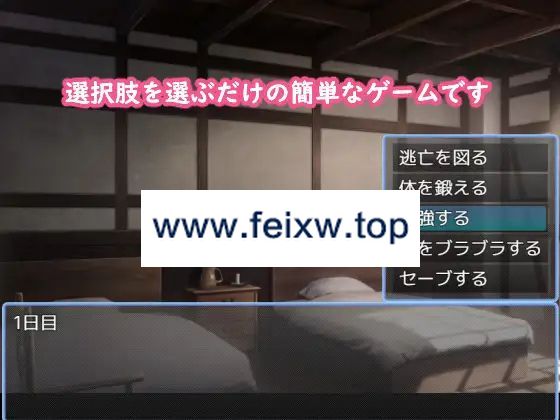 選択肢を選ぶだけの簡単なゲームです
逃亡を図る
体を鍛える
強する
をブラブラする
セーブする
www.feixw.top
1日目